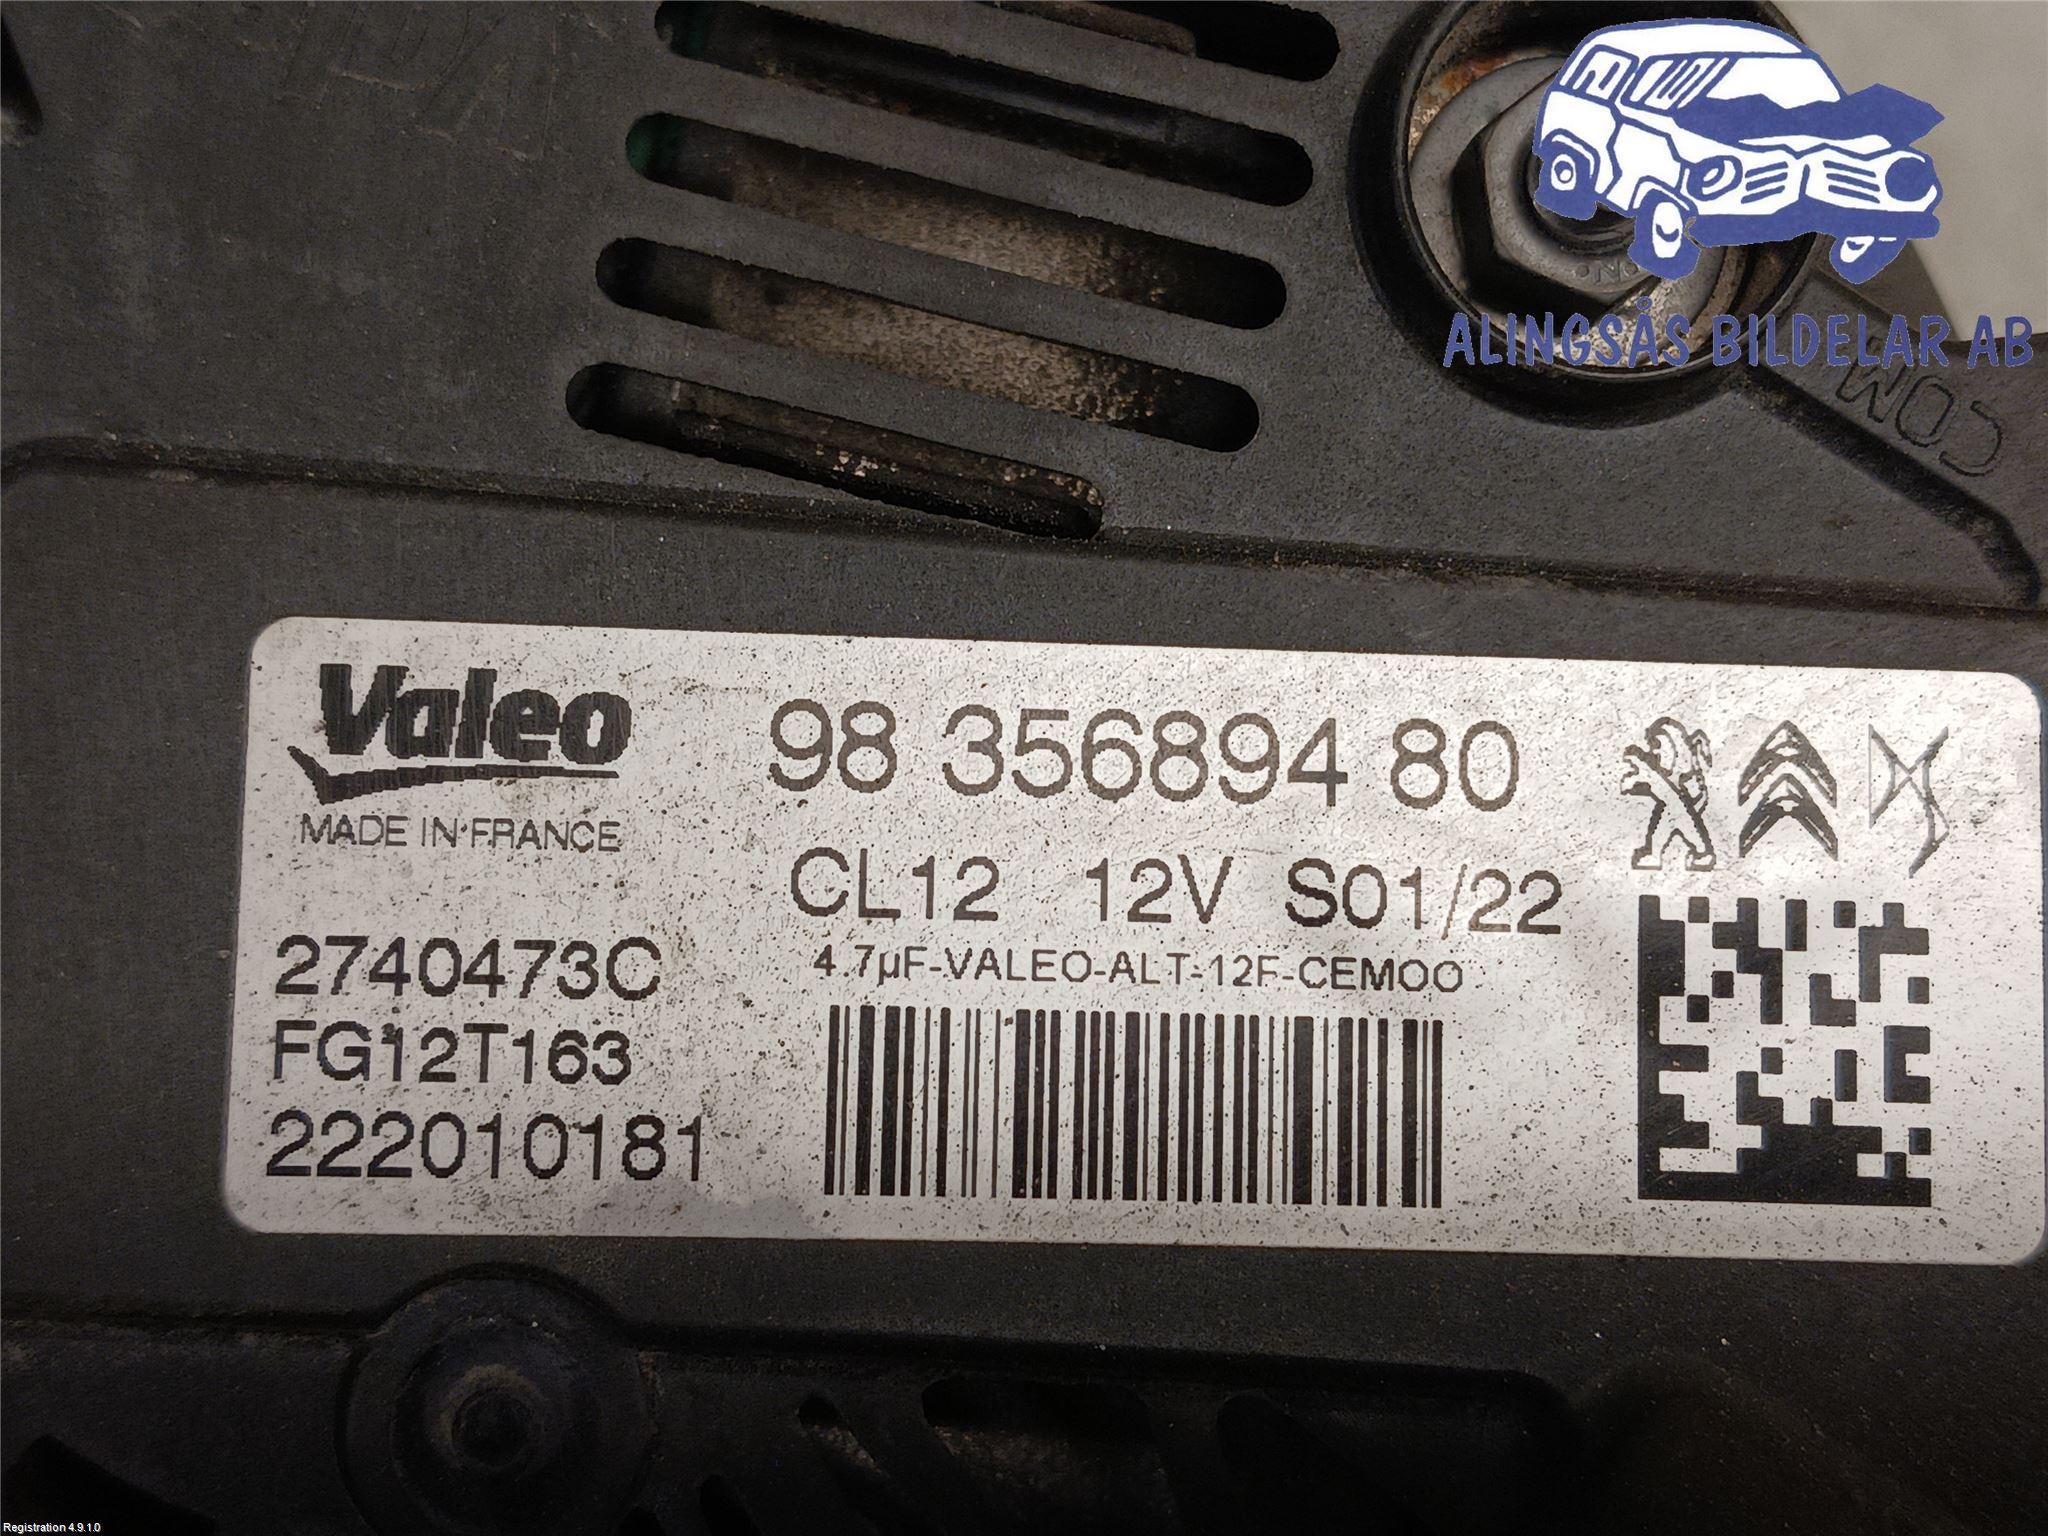 ALINGSÅS BILDELAR AB
COM
Valeo
MADE IN FRANCE
98 356894 80
CL12 12V S01/22
4.7µF-VALEO-ALT-12F-CEMOO
2740473C
FG12T163
222010181
Registration 4.9.1.0